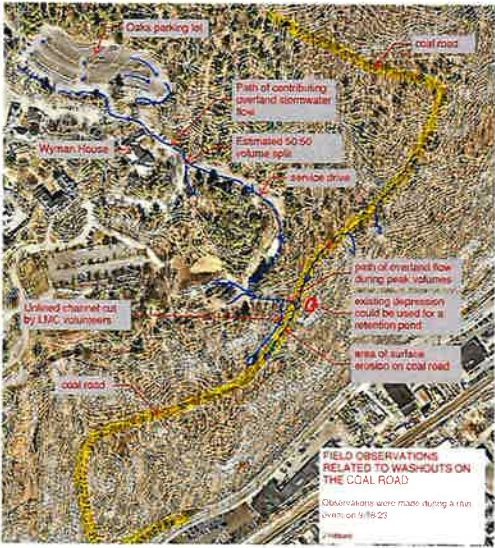 Oaks parking lot
coal road
Path of contributing
overland stormwater
flow
Wyman House
Estimated 50:50
volume split
service drive
path of overland flow
during peak volumes
Unlined channel cut
by LMC volunteers
existing depression
could be used for a
retention pond
area of surface
erosion on coal road
coal road
FIELD OBSERVATIONS
RELATED TO WASHOUTS ON
THE COAL ROAD
Observations were made during a rain
event on